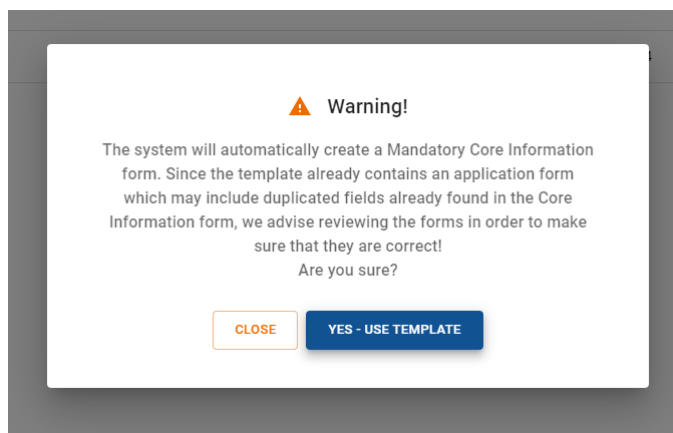 Warning!
The system will automatically create a Mandatory Core Information
form. Since the template already contains an application form
which may include duplicated fields already found in the Core
Information form, we advise reviewing the forms in order to make
sure that they are correct!
Are you sure?
CLOSE
YES - USE TEMPLATE